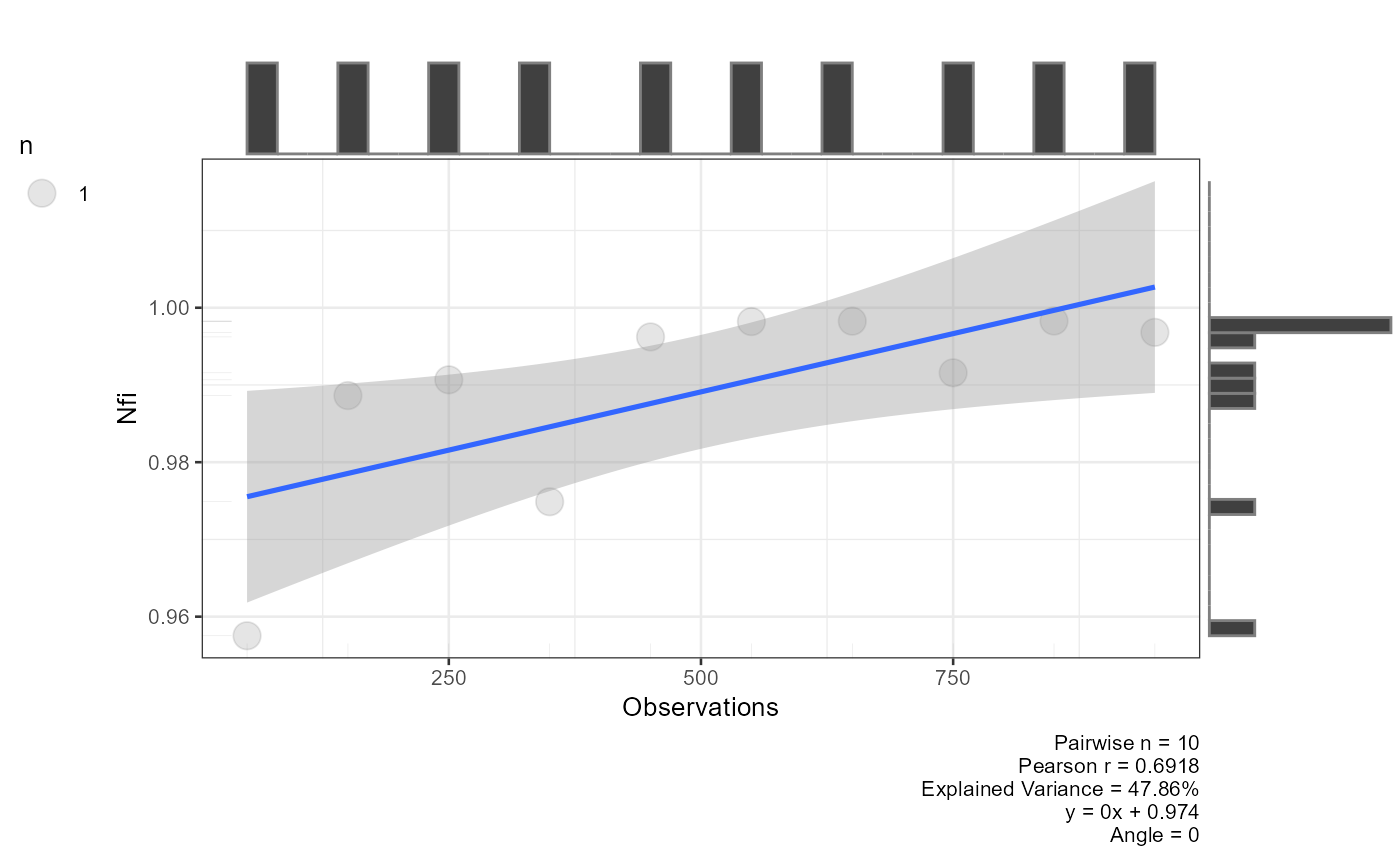 n
1
Nfi
1.00
0.98
0.96
250 500 750
Observations
Pairwise n = 10
Pearson r = 0.6918
Explained Variance = 47.86%
y = 0x + 0.974
Angle = 0